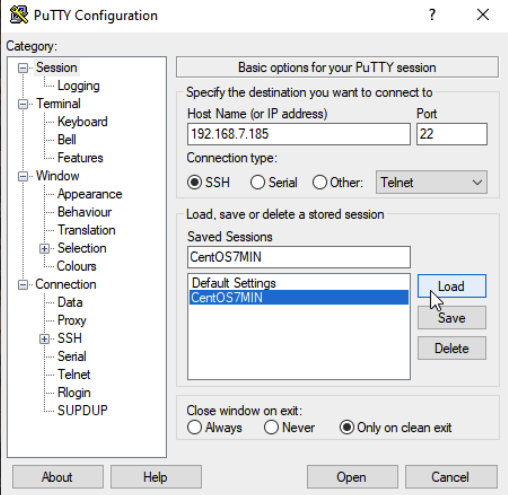 PuTTY Configuration
?
Category:
Session
Logging
Terminal
Keyboard
Bell
Features
Window
Appearance
Behaviour
Translation
Selection
Colours
Connection
Data
Proxy
SSH
Serial
Telnet
Rlogin
SUPDUP
Basic options for your PuTTY session
Specify the destination you want to connect to
Host Name (or IP address) Port
192.168.7.185 22
Connection type:
SSH Serial Other: Telnet
Load, save or delete a stored session
Saved Sessions
CentOS7MIN
Default Settings
CentOS7MIN
Load
Save
Delete
Close window on exit:
Always Never Only on clean exit
About Help Open Cancel